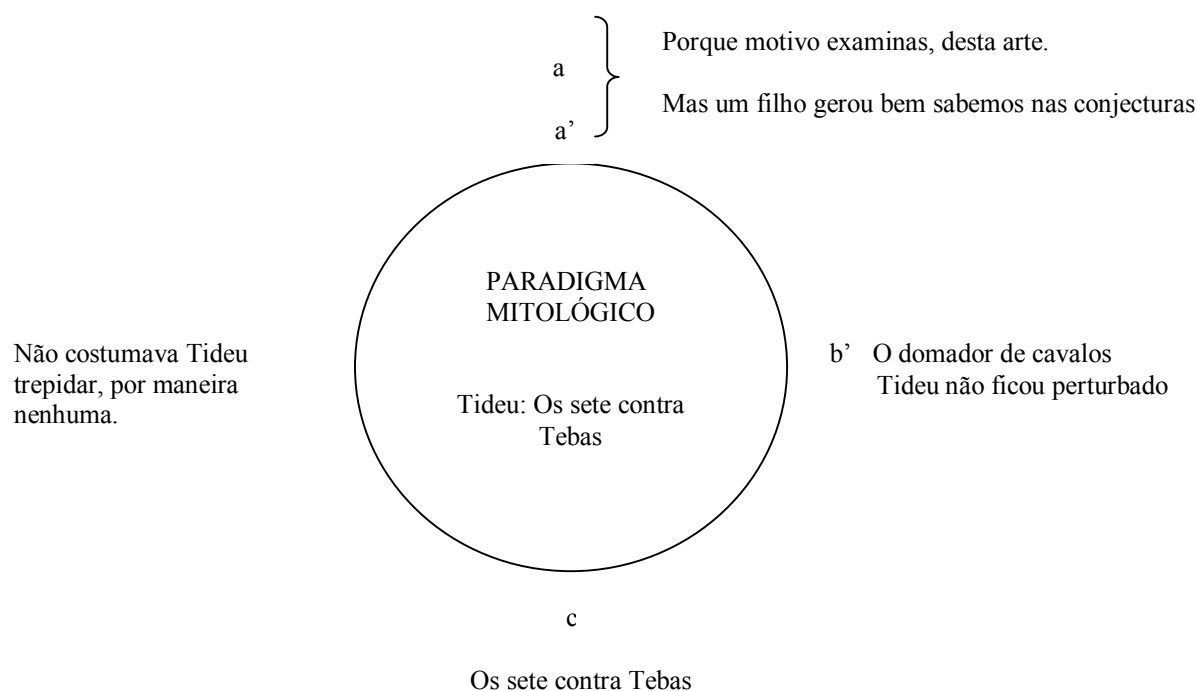 a
a’
Porque motivo examinas, desta arte.
Mas um filho gerou bem sabemos nas conjecturas
PARADIGMA
MITOLÓGICO
Tideu: Os sete contra
Tebas
Não costumava Tideu
trepidar, por maneira
nenhuma.
b’ O domador de cavalos
Tideu não ficou perturbado
c
Os sete contra Tebas